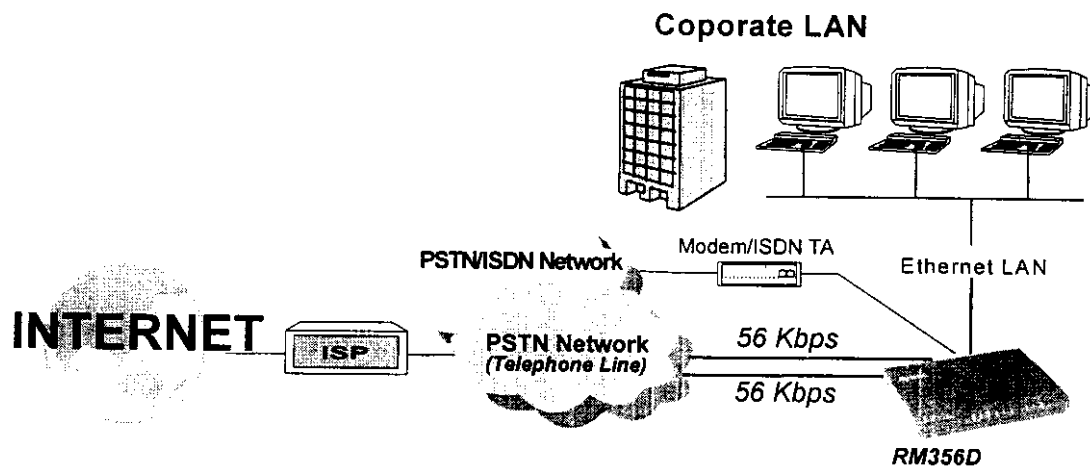 Coporate LAN
Modem/ISDN TA
PSTN/ISDN Network
Ethernet LAN
INTERNET
ISP
PSTN Network
(Telephone Line)
56 Kbps
56 Kbps
RM356D